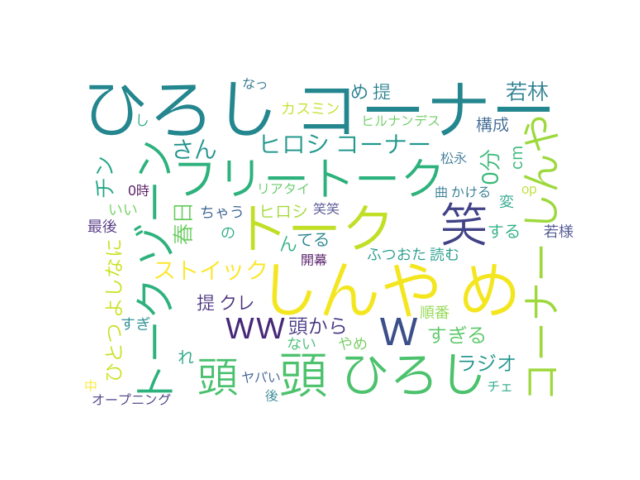 なっ
ひろし コーナー
め 提
若林
カスミン
し
ヒルナンデス
構成
さん
ヒロシ コーナー
コーナー しんや
チン
フリートーク
松永
0分
cm
0時
リアタイ
曲 かける
op
トークゾーン
いい
春日
ちゃう
ヒロシ
笑笑
トーク
笑
変
最後
の
んてる
する
若様
ふつおた 読む
開幕
ひとつ よしなに
ストイック
しんや め
提 クレ
順番
すぎ
ww
頭から
w
すぎる
ない
やめ
れ
頭
頭 ひろし
ラジオ
ヤバい
チェ
中
オープニング
後